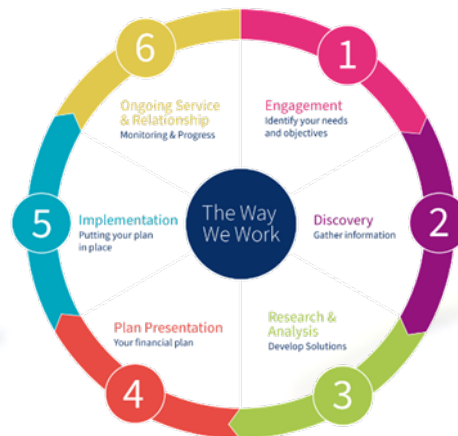 6
1
Ongoing Service
& Relationship
Monitoring & Progress
Engagement
Identify your needs
and objectives
5
Implementation
Putting your plan
in place
The Way
We Work
Discovery
Gather information
2
Plan Presentation
Your financial plan
Research &
Analysis
Develop Solutions
4
3